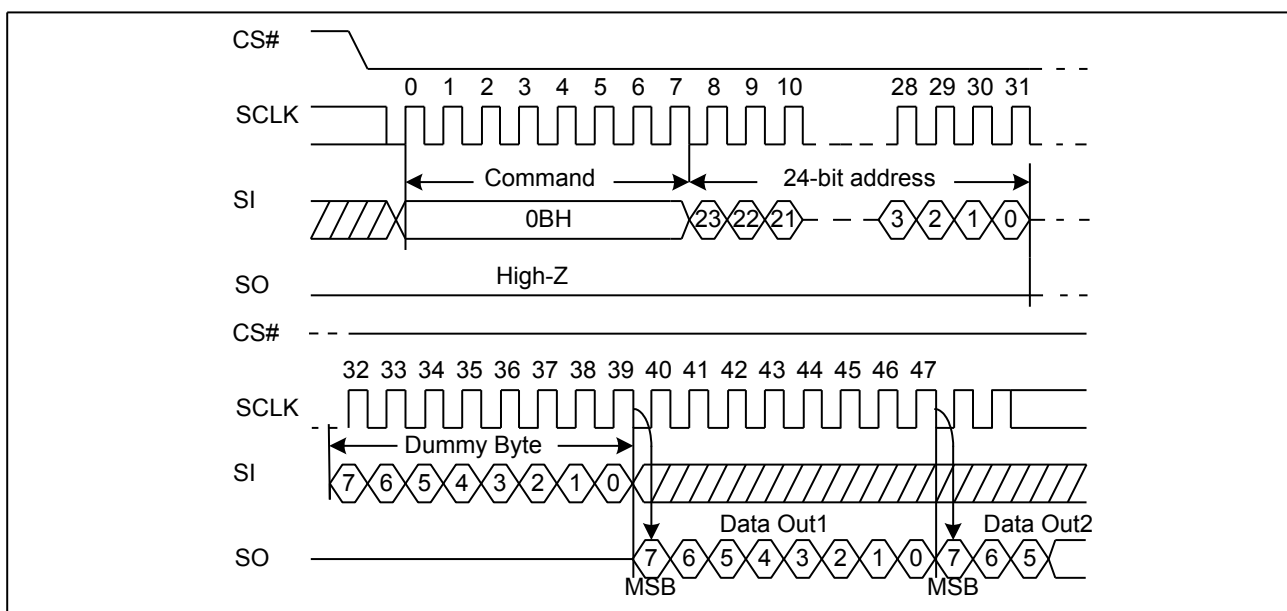 CS#
0 1 2 3 4 5 6 7 8 9 10 28 29 30 31
SCLK
Command 24-bit address
SI
0BH 23 22 21 3 2 1 0
High-Z
SO
CS#
32 33 34 35 36 37 38 39 40 41 42 43 44 45 46 47
SCLK
Dummy Byte
SI
7 6 5 4 3 2 1 0
Data Out1 Data Out2
SO
7 6 5 4 3 2 1 0 7 6 5
MSB MSB